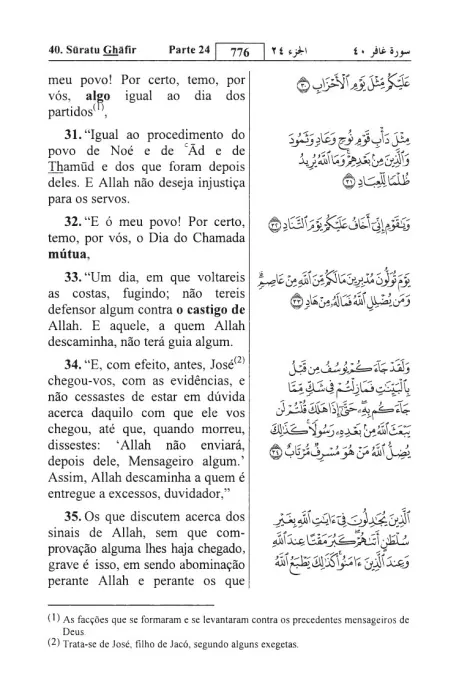 40. Sūratu Ghāfir Parte 24 776 الجزء ٢٤ سورة غافر ٤٠
meu povo! Por certo, temo, por
vós, algo igual ao dia dos
partidos(1),
31. “Igual ao procedimento do
povo de Noé e de ᶜĀd e de
Thamūd e dos que foram depois
deles. E Allah não deseja injustiça
para os servos.
32. “E ó meu povo! Por certo,
temo, por vós, o Dia do Chamada
mútua,
33. “Um dia, em que voltareis
as costas, fugindo; não tereis
defensor algum contra o castigo de
Allah. E aquele, a quem Allah
descaminha, não terá guia algum.
34. “E, com efeito, antes, José(2)
chegou-vos, com as evidências, e
não cessastes de estar em dúvida
acerca daquilo com que ele vos
chegou, até que, quando morreu,
dissestes: ‘Allah não enviará,
depois dele, Mensageiro algum.’
Assim, Allah descaminha a quem é
entregue a excessos, duvidador,”
35. Os que discutem acerca dos
sinais de Allah, sem que com-
provação alguma lhes haja chegado,
grave é isso, em sendo abominação
perante Allah e perante os que
عَلَيْكُم مِّثْلَ يَوْمِ ٱلْأَحْزَابِ ٣٠
مِثْلَ دَأْبِ قَوْمِ نُوحٍ وَعَادٍ وَثَمُودَ
وَٱلَّذِينَ مِنۢ بَعْدِهِمْ وَمَا ٱللَّهُ يُرِيدُ
ظُلْمًا لِّلْعِبَادِ ٣١
وَيَٰقَوْمِ إِنِّىٓ أَخَافُ عَلَيْكُمْ يَوْمَ ٱلتَّنَادِ ٣٢
يَوْمَ تُوَلُّونَ مُدْبِرِينَ مَا لَكُم مِّنَ ٱللَّهِ مِنْ عَاصِمٍ
وَمَن يُضْلِلِ ٱللَّهُ فَمَا لَهُۥ مِنْ هَادٍ ٣٣
وَلَقَدْ جَآءَكُمْ يُوسُفُ مِن قَبْلُ
بِٱلْبَيِّنَٰتِ فَمَا زِلْتُمْ فِى شَكٍّ مِّمَّا
جَآءَكُم بِهِۦ حَتَّىٰٓ إِذَا هَلَكَ قُلْتُمْ لَن
يَبْعَثَ ٱللَّهُ مِنۢ بَعْدِهِۦ رَسُولًا كَذَٰلِكَ
يُضِلُّ ٱللَّهُ مَنْ هُوَ مُسْرِفٌ مُّرْتَابٌ ٣٤
ٱلَّذِينَ يُجَٰدِلُونَ فِىٓ ءَايَٰتِ ٱللَّهِ بِغَيْرِ
سُلْطَٰنٍ أَتَىٰهُمْ كَبُرَ مَقْتًا عِندَ ٱللَّهِ
وَعِندَ ٱلَّذِينَ ءَامَنُوا۟ كَذَٰلِكَ يَطْبَعُ ٱللَّهُ
(1) As facções que se formaram e se levantaram contra os precedentes mensageiros de
Deus
(2) Trata-se de José, filho de Jacó, segundo alguns exegetas.